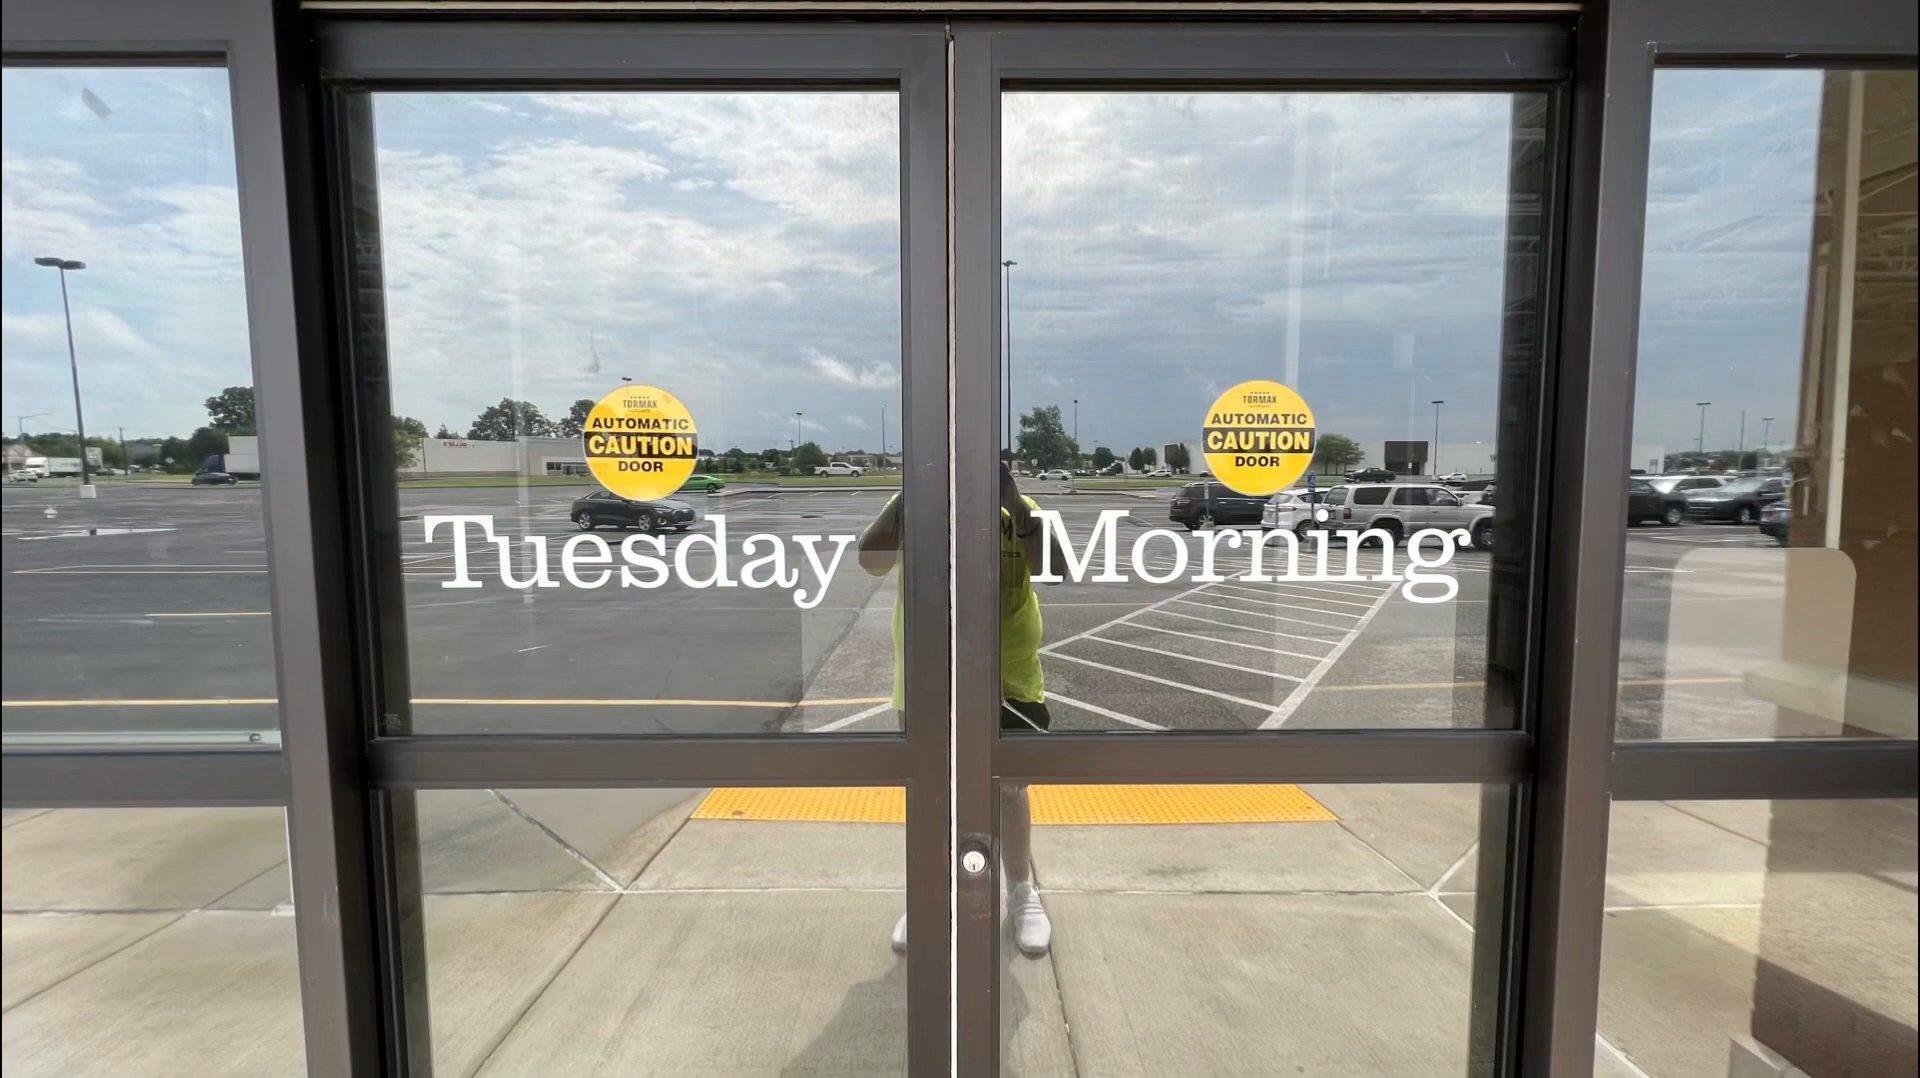 TORMAX
AUTOMATIC
CAUTION
DOOR
TORMAX
AUTOMATIC
CAUTION
DOOR
Tuesday Morning